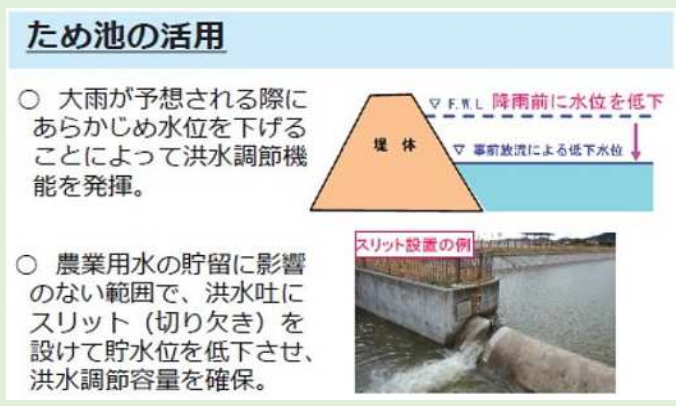 ため池の活用
○ 大雨が予想される際に
あらかじめ水位を下げる
ことによって洪水調節機
能を発揮。
▽ F.W.L 降雨前に水位を低下
堤 体
▽ 事前放流による低下水位
○ 農業用水の貯留に影響
のない範囲で、洪水吐に
スリット（切り欠き）を
設けて貯水位を低下させ、
洪水調節容量を確保。
スリット設置の例